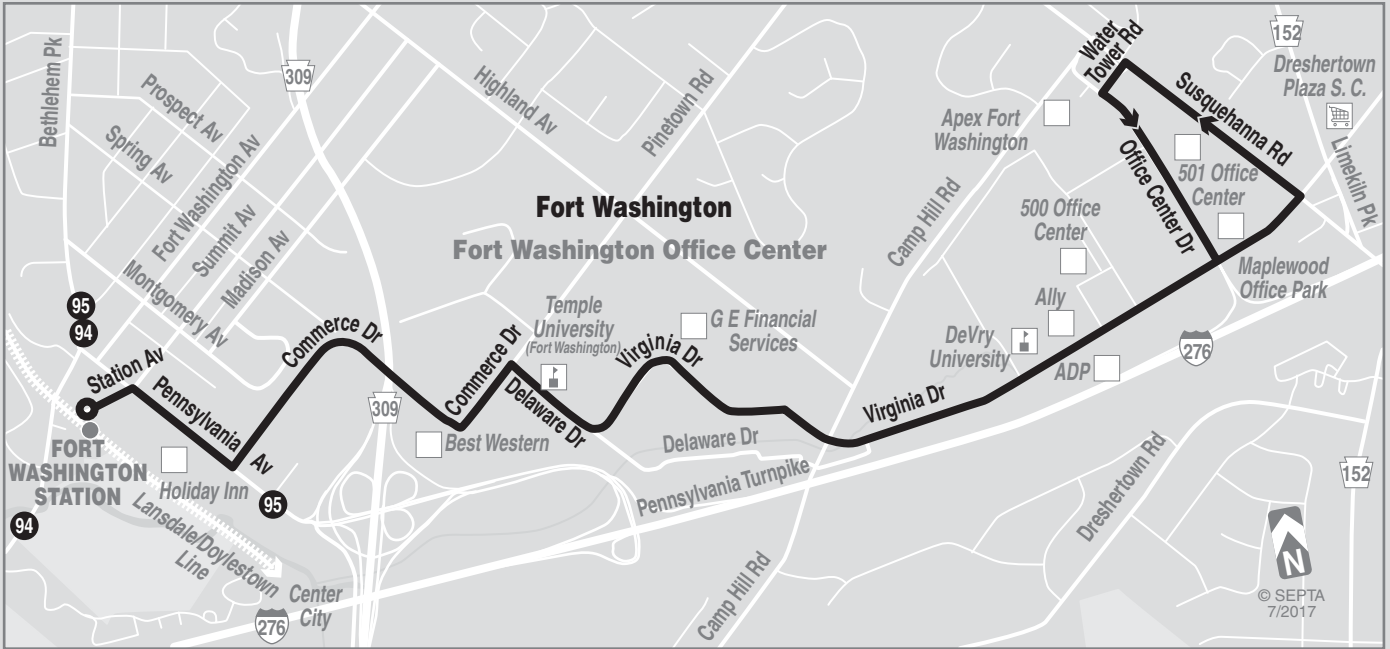 Bethlehem Pk
309
Prospect Av
Spring Av
Fort Washington Av
Summit Av
Madison Av
Montgomery Av
Highland Av
Pinetown Rd
Fort Washington
Fort Washington Office Center
Water
Tower Rd
152
Dreshertown
Plaza S. C.
Susquehanna Rd
Limekiln Pk
Apex Fort
Washington
Office Center Dr
501 Office
Center
500 Office
Center
Camp Hill Rd
Maplewood
Office Park
95
94
Station Av
Pennsylvania
Av
Commerce Dr
309
Commerce Dr
Temple
University
(Fort Washington)
Delaware Dr
Virginia Dr
G E Financial
Services
Ally
DeVry
University
ADP
276
Virginia Dr
Best Western
Delaware Dr
Pennsylvania Turnpike
FORT
WASHINGTON
STATION
Holiday Inn
95
94
Lansdale/Doylestown
Line
Center
City
276
Camp Hill Rd
Dreshertown Rd
152
N
© SEPTA
7/2017